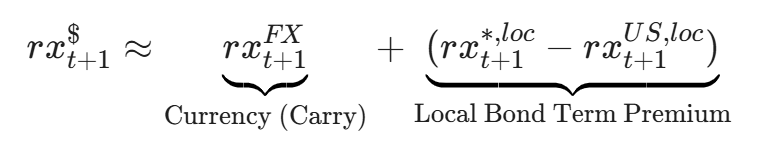 rx^{$}_{t+1} ≈ rx^{FX}_{t+1} + (rx^{*,loc}_{t+1} − rx^{US,loc}_{t+1})
Currency (Carry) Local Bond Term Premium